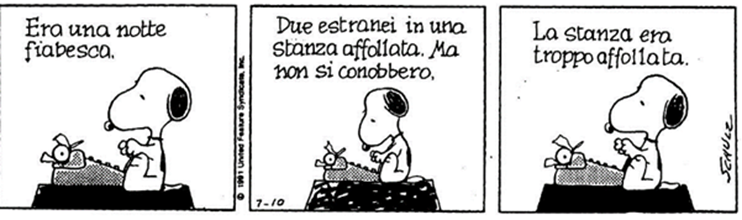 Era una notte
fiabesca.
Due estranei in una
stanza affollata. Ma
non si conobbero.
La stanza era
troppo affollata.
© 1991 United Feature Syndicate, Inc.
7-10
SCHULZ